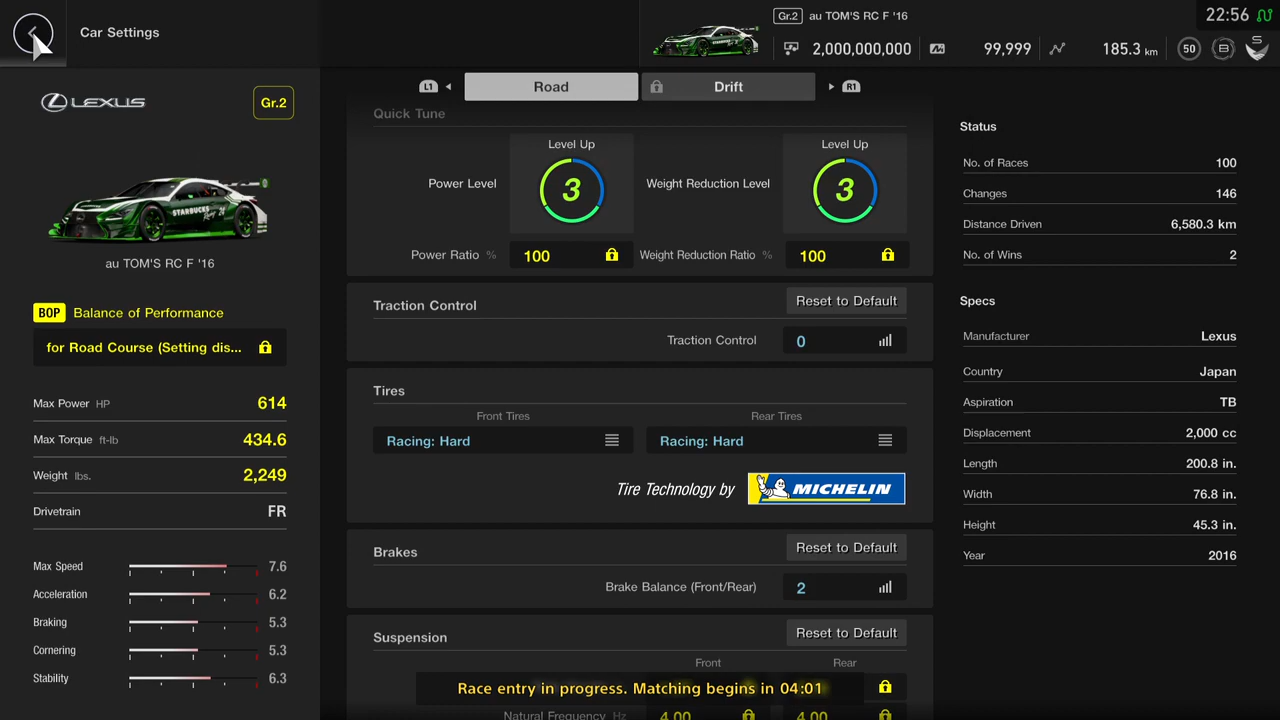 Car Settings
Gr.2 au TOM'S RC F '16
22:56
2,000,000,000 99,999 185.3 km 50 B S
LEXUS
Gr.2
STARBUCKS
au TOM'S RC F '16
BOP Balance of Performance
for Road Course (Setting dis...
Max Power HP 614
Max Torque ft-lb 434.6
Weight lbs. 2,249
Drivetrain FR
Max Speed 7.6
Acceleration 6.2
Braking 5.3
Cornering 5.3
Stability 6.3
L1 Road Drift R1
Quick Tune
Level Up Level Up
Power Level 3 Weight Reduction Level 3
Power Ratio % 100 Weight Reduction Ratio % 100
Traction Control Reset to Default
Traction Control 0
Tires
Front Tires Rear Tires
Racing: Hard Racing: Hard
Tire Technology by MICHELIN
Brakes Reset to Default
Brake Balance (Front/Rear) 2
Suspension Reset to Default
Front Rear
Race entry in progress. Matching begins in 04:01
Natural Frequency Hz 4.00 4.00
Status
No. of Races 100
Changes 146
Distance Driven 6,580.3 km
No. of Wins 2
Specs
Manufacturer Lexus
Country Japan
Aspiration TB
Displacement 2,000 cc
Length 200.8 in.
Width 76.8 in.
Height 45.3 in.
Year 2016